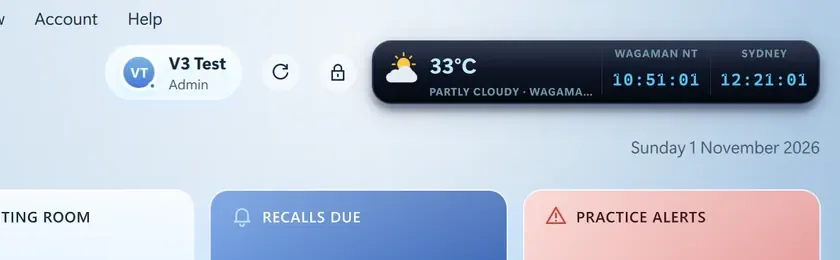 Account Help
VT V3 Test
Admin
33°C
PARTLY CLOUDY · WAGAMA...
WAGAMAN NT
10:51:01
SYDNEY
12:21:01
Sunday 1 November 2026
TING ROOM
RECALLS DUE
PRACTICE ALERTS